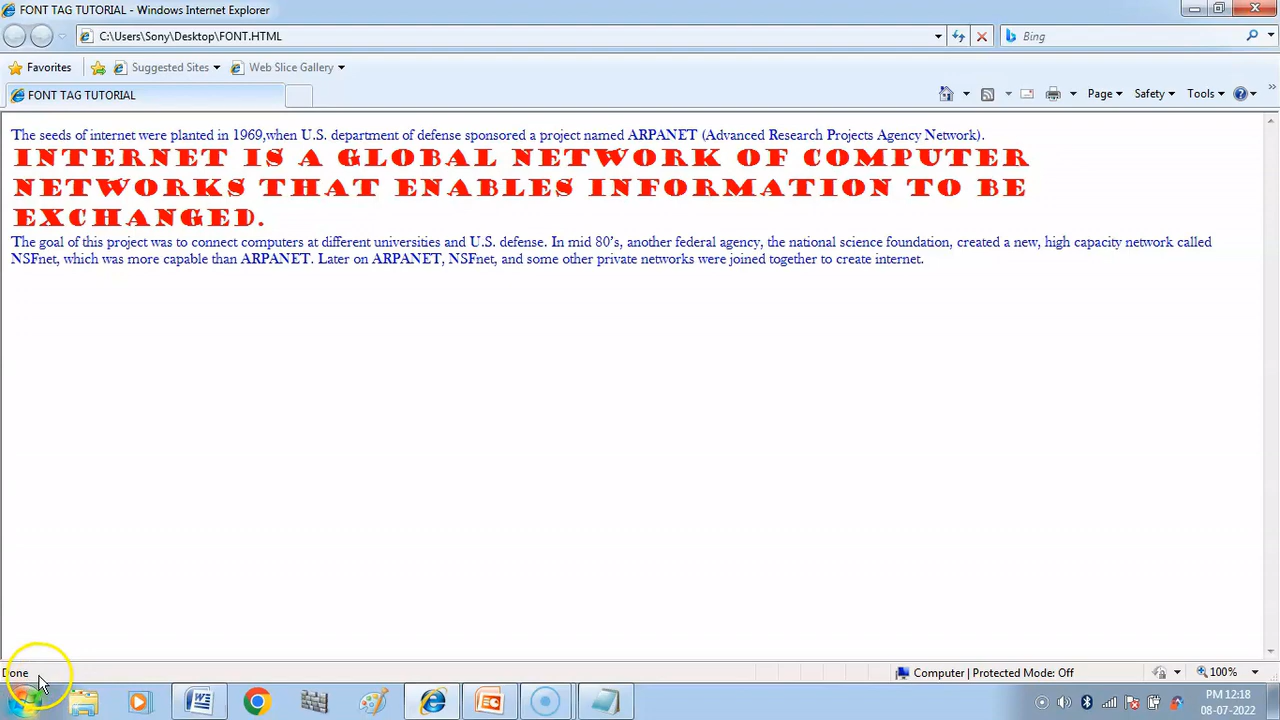 FONT TAG TUTORIAL - Windows Internet Explorer
C:\Users\Sony\Desktop\FONT.HTML
Bing
Favorites
Suggested Sites
Web Slice Gallery
FONT TAG TUTORIAL
Page
Safety
Tools
The seeds of internet were planted in 1969,when U.S. department of defense sponsored a project named ARPANET (Advanced Research Projects Agency Network).
INTERNET IS A GLOBAL NETWORK OF COMPUTER
NETWORKS THAT ENABLES INFORMATION TO BE
EXCHANGED.
The goal of this project was to connect computers at different universities and U.S. defense. In mid 80's, another federal agency, the national science foundation, created a new, high capacity network called
NSFnet, which was more capable than ARPANET. Later on ARPANET, NSFnet, and some other private networks were joined together to create internet.
Done
Computer | Protected Mode: Off
100%
PM 12:18
08-07-2022